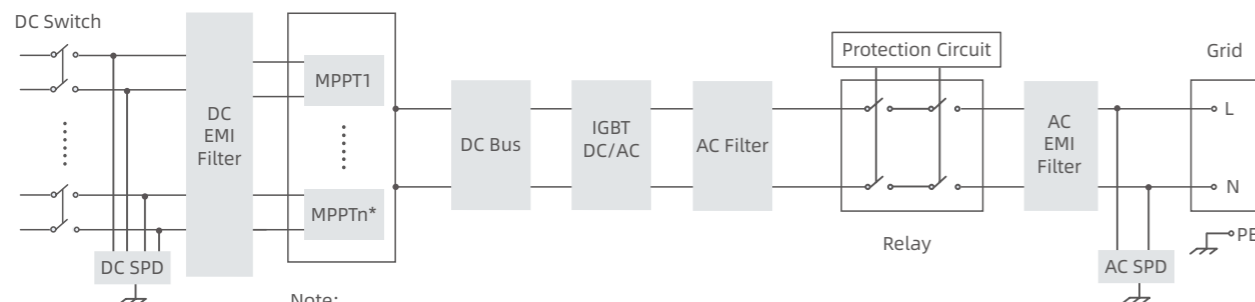 DC Switch
DC
EMI
Filter
DC SPD
MPPT1
MPPTn*
Note:
DC Bus
IGBT
DC/AC
AC Filter
Protection Circuit
Relay
AC
EMI
Filter
AC SPD
Grid
L
N
PE